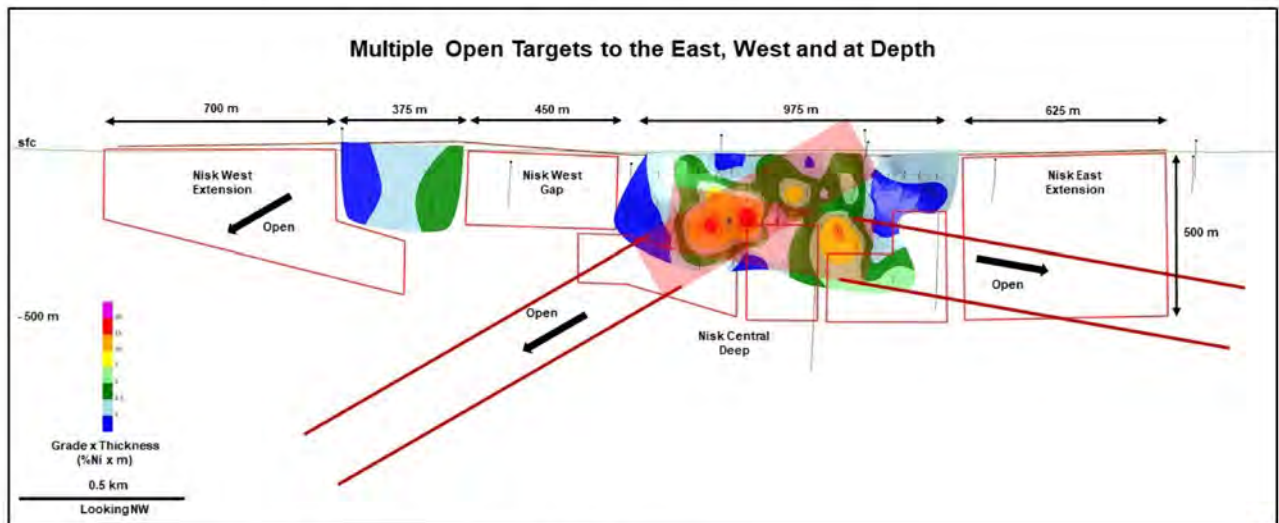 Multiple Open Targets to the East, West and at Depth
700 m
375 m
450 m
975 m
625 m
sfc
Nisk West
Extension
Open
Nisk West
Gap
Nisk East
Extension
500 m
Open
Open
Nisk Central
Deep
-500 m
Grade x Thickness
(%Ni x m)
0.5 km
Looking NW